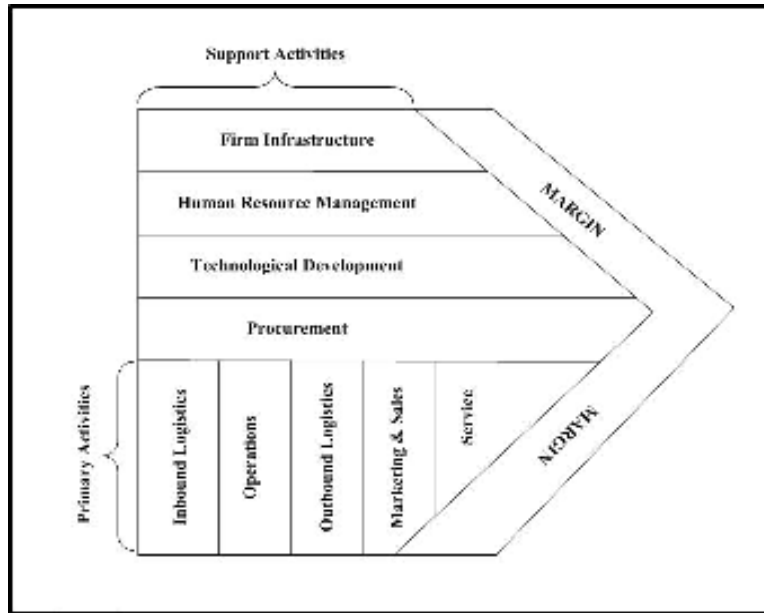 Support Activities
Firm Infrastructure
Human Resource Management
Technological Development
Procurement
MARGIN
Primary Activities
Inbound Logistics
Operations
Outbound Logistics
Marketing & Sales
Service
MARGIN